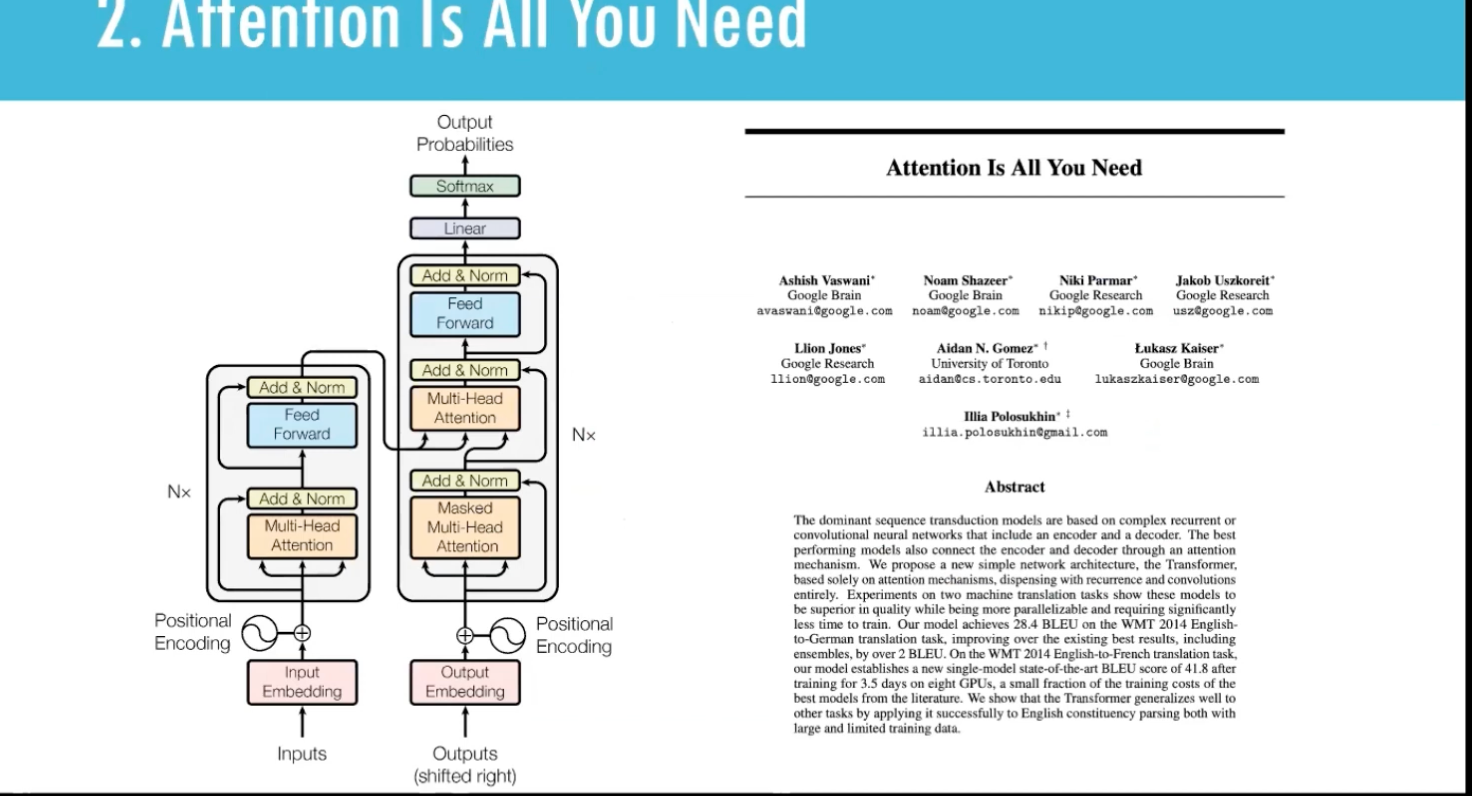 2. Attention Is All You Need
Output
Probabilities
Softmax
Linear
Add & Norm
Feed
Forward
Add & Norm
Multi-Head
Attention
Nx
Add & Norm
Masked
Multi-Head
Attention
Add & Norm
Feed
Forward
Nx
Add & Norm
Multi-Head
Attention
Positional
Encoding
Positional
Encoding
Input
Embedding
Output
Embedding
Inputs
Outputs
(shifted right)
Attention Is All You Need
Ashish Vaswani* Noam Shazeer* Niki Parmar* Jakob Uszkoreit*
Google Brain Google Brain Google Research Google Research
avaswani@google.com noam@google.com nikip@google.com usz@google.com
Llion Jones* Aidan N. Gomez* † Łukasz Kaiser*
Google Research University of Toronto Google Brain
llion@google.com aidan@cs.toronto.edu lukaszkaiser@google.com
Illia Polosukhin* ‡
illia.polosukhin@gmail.com
Abstract
The dominant sequence transduction models are based on complex recurrent or
convolutional neural networks that include an encoder and a decoder. The best
performing models also connect the encoder and decoder through an attention
mechanism. We propose a new simple network architecture, the Transformer,
based solely on attention mechanisms, dispensing with recurrence and convolutions
entirely. Experiments on two machine translation tasks show these models to
be superior in quality while being more parallelizable and requiring significantly
less time to train. Our model achieves 28.4 BLEU on the WMT 2014 English-
to-German translation task, improving over the existing best results, including
ensembles, by over 2 BLEU. On the WMT 2014 English-to-French translation task,
our model establishes a new single-model state-of-the-art BLEU score of 41.8 after
training for 3.5 days on eight GPUs, a small fraction of the training costs of the
best models from the literature. We show that the Transformer generalizes well to
other tasks by applying it successfully to English constituency parsing both with
large and limited training data.